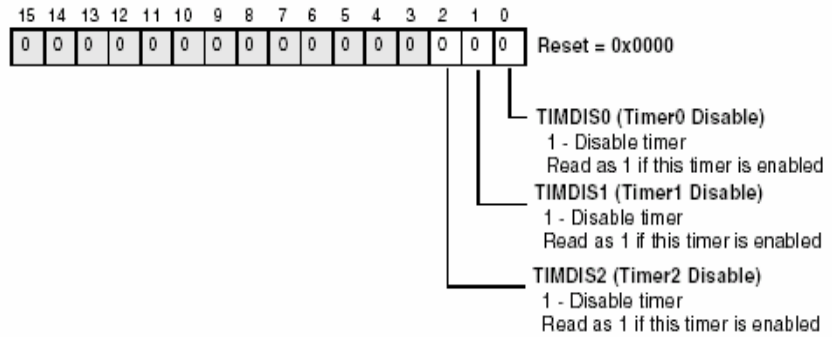 15 14 13 12 11 10 9 8 7 6 5 4 3 2 1 0
0 0 0 0 0 0 0 0 0 0 0 0 0 0 0 0 Reset = 0x0000
TIMDIS0 (Timer0 Disable)
1 - Disable timer
Read as 1 if this timer is enabled
TIMDIS1 (Timer1 Disable)
1 - Disable timer
Read as 1 if this timer is enabled
TIMDIS2 (Timer2 Disable)
1 - Disable timer
Read as 1 if this timer is enabled